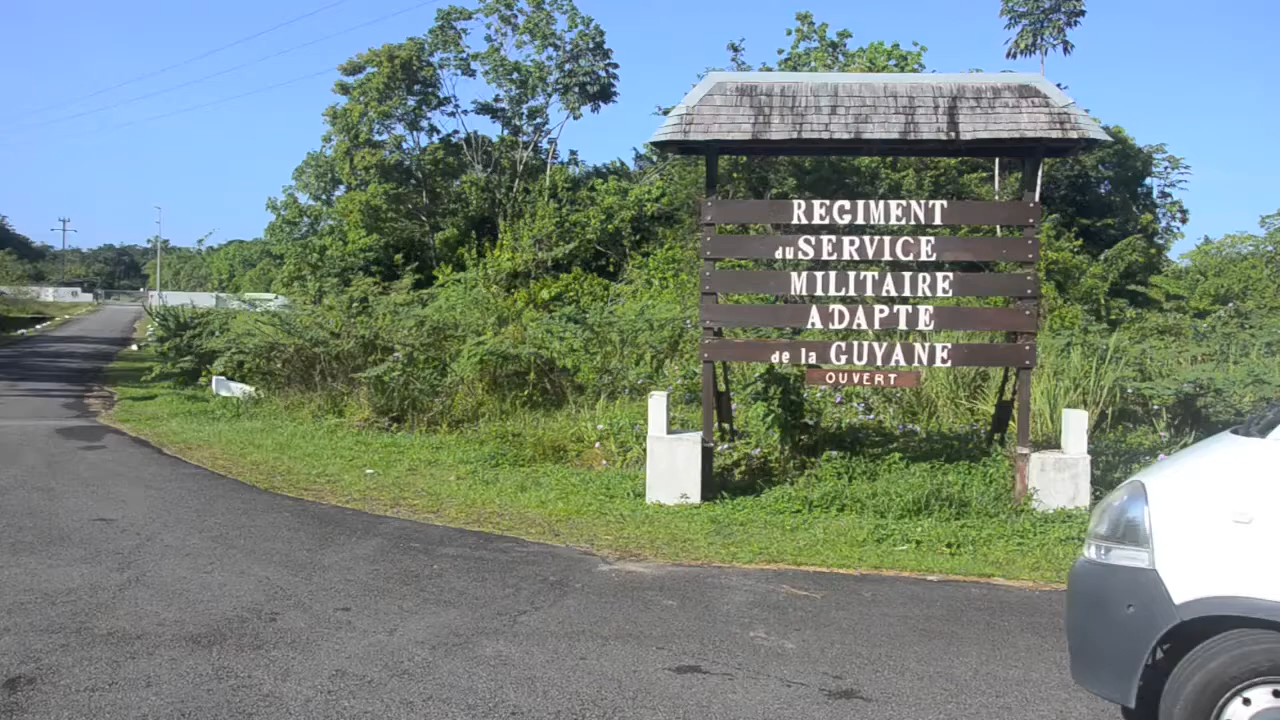 REGIMENT
du SERVICE
MILITAIRE
ADAPTE
de la GUYANE
OUVERT